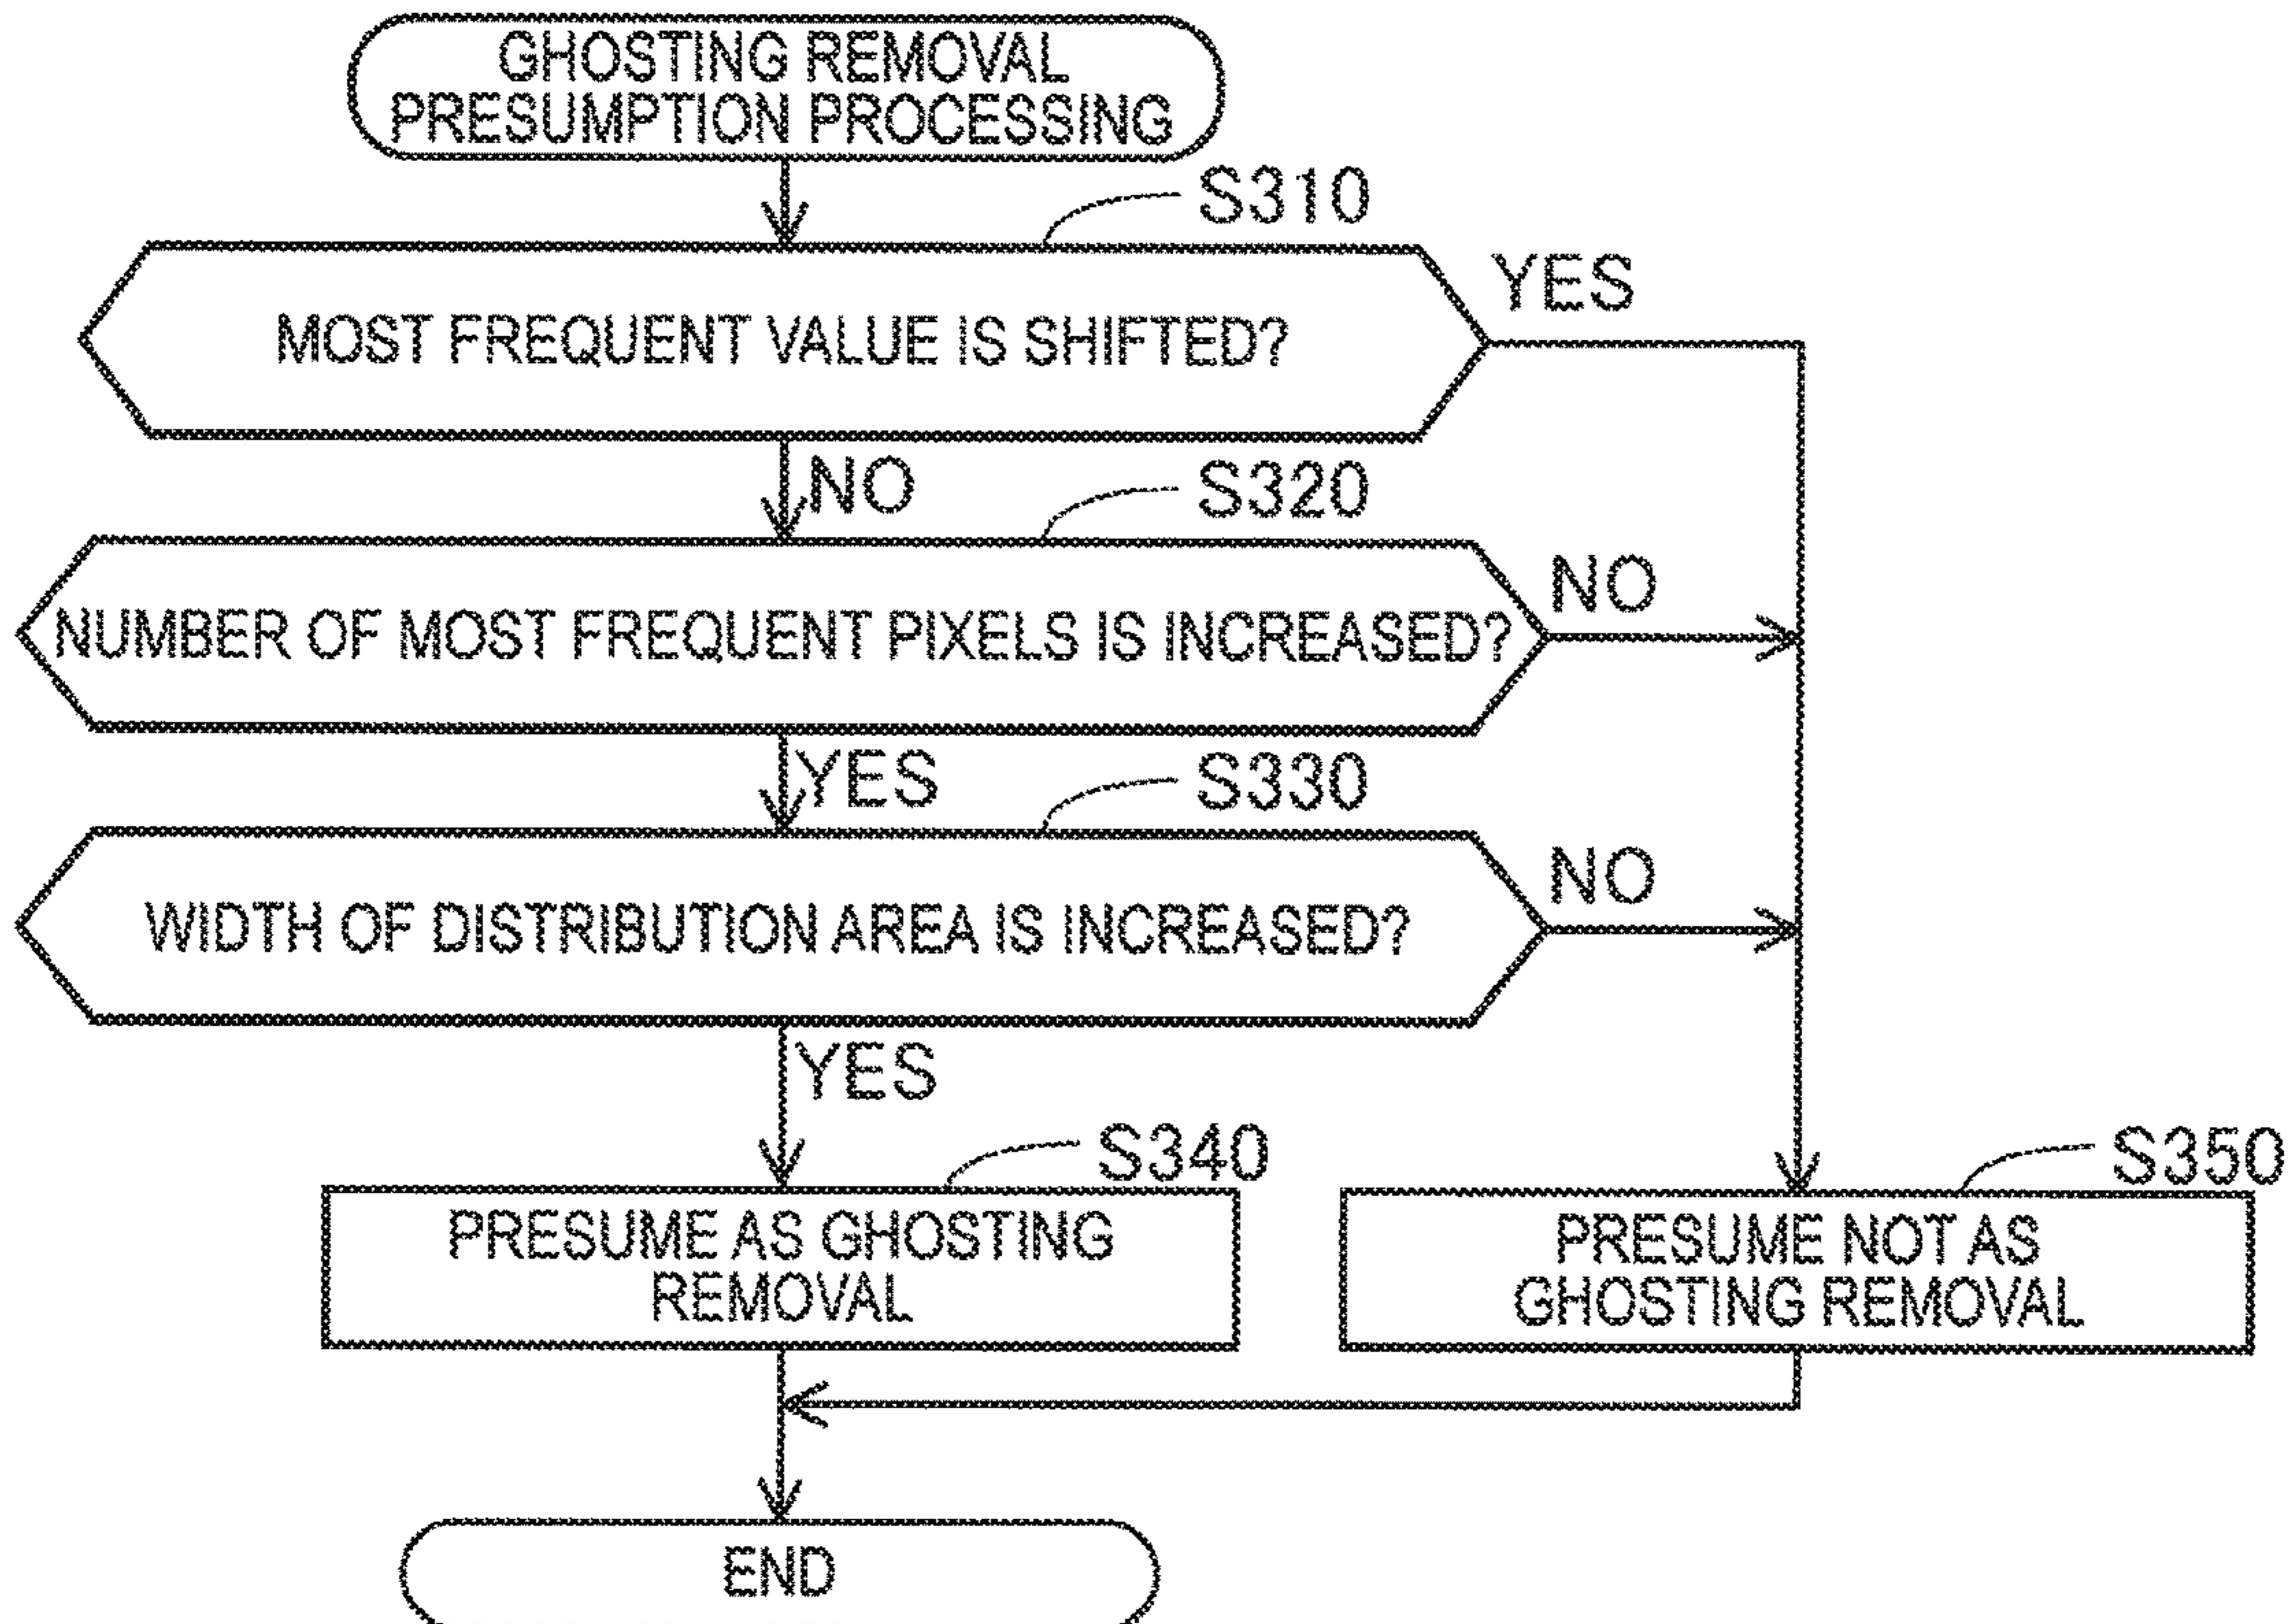 GHOSTING REMOVAL
PRESUMPTION PROCESSING
S310
MOST FREQUENT VALUE IS SHIFTED?
YES
NO
S320
NUMBER OF MOST FREQUENT PIXELS IS INCREASED?
NO
YES
S330
WIDTH OF DISTRIBUTION AREA IS INCREASED?
NO
YES
S340
PRESUME AS GHOSTING
REMOVAL
S350
PRESUME NOT AS
GHOSTING REMOVAL
END